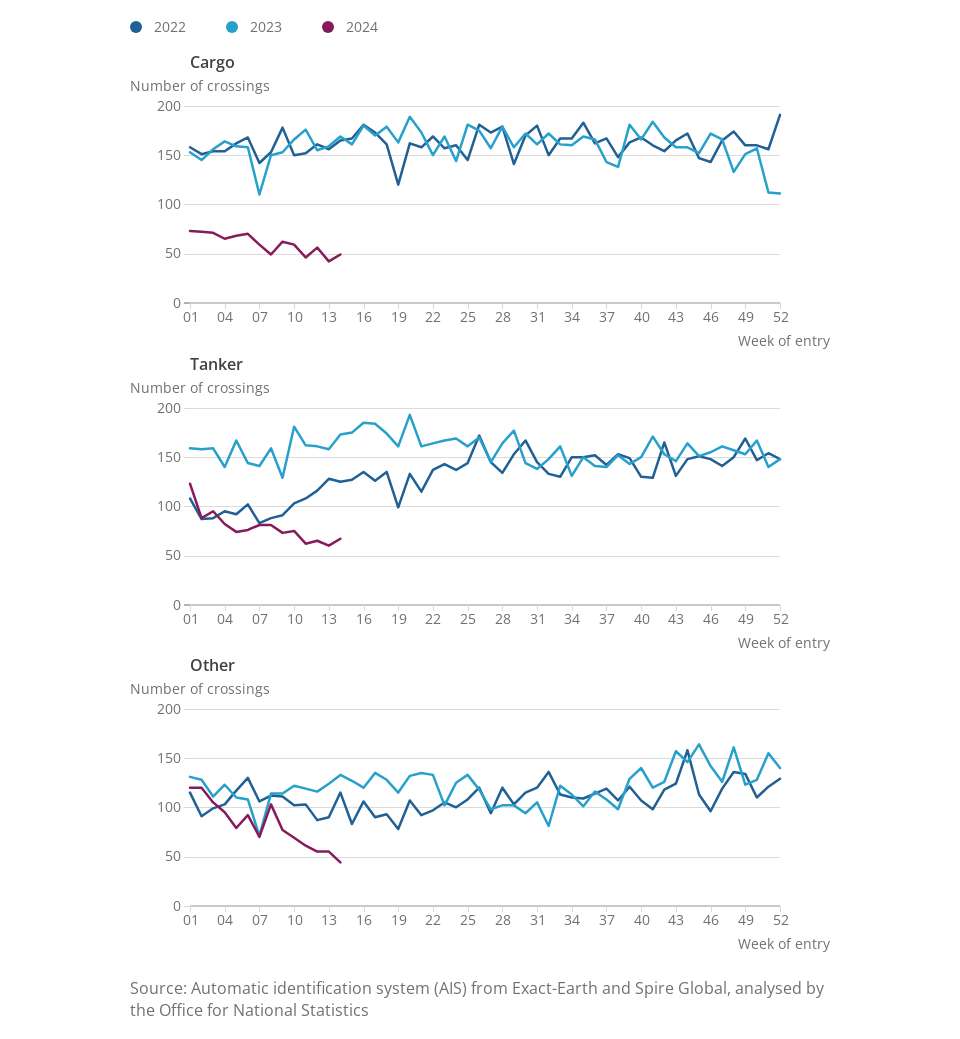 2022 2023 2024
Cargo
Number of crossings
200
150
100
50
0
01 04 07 10 13 16 19 22 25 28 31 34 37 40 43 46 49 52
Week of entry
Tanker
Number of crossings
200
150
100
50
0
01 04 07 10 13 16 19 22 25 28 31 34 37 40 43 46 49 52
Week of entry
Other
Number of crossings
200
150
100
50
0
01 04 07 10 13 16 19 22 25 28 31 34 37 40 43 46 49 52
Week of entry
Source: Automatic identification system (AIS) from Exact-Earth and Spire Global, analysed by
the Office for National Statistics